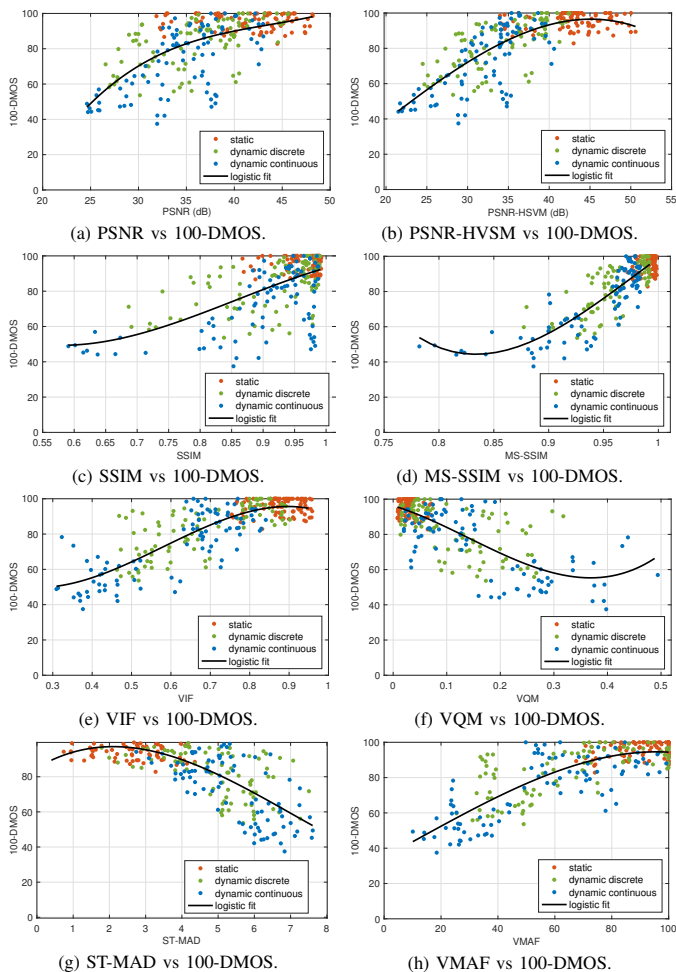 100
80
60
40
20
0
100-DMOS
static
dynamic discrete
dynamic continuous
logistic fit
20 25 30 35 40 45 50
PSNR (dB)
(a) PSNR vs 100-DMOS.
100
80
60
40
20
0
100-DMOS
static
dynamic discrete
dynamic continuous
logistic fit
20 25 30 35 40 45 50 55
PSNR-HSVM (dB)
(b) PSNR-HVSM vs 100-DMOS.
100
80
60
40
20
0
100-DMOS
static
dynamic discrete
dynamic continuous
logistic fit
0.55 0.6 0.65 0.7 0.75 0.8 0.85 0.9 0.95 1
SSIM
(c) SSIM vs 100-DMOS.
100
80
60
40
20
0
100-DMOS
static
dynamic discrete
dynamic continuous
logistic fit
0.75 0.8 0.85 0.9 0.95 1
MS-SSIM
(d) MS-SSIM vs 100-DMOS.
100
80
60
40
20
0
100-DMOS
static
dynamic discrete
dynamic continuous
logistic fit
0.3 0.4 0.5 0.6 0.7 0.8 0.9 1
VIF
(e) VIF vs 100-DMOS.
100
80
60
40
20
0
100-DMOS
static
dynamic discrete
dynamic continuous
logistic fit
0 0.1 0.2 0.3 0.4 0.5
VQM
(f) VQM vs 100-DMOS.
100
80
60
40
20
0
100-DMOS
static
dynamic discrete
dynamic continuous
logistic fit
0 1 2 3 4 5 6 7 8
ST-MAD
(g) ST-MAD vs 100-DMOS.
100
80
60
40
20
0
100-DMOS
static
dynamic discrete
dynamic continuous
logistic fit
0 20 40 60 80 100
VMAF
(h) VMAF vs 100-DMOS.